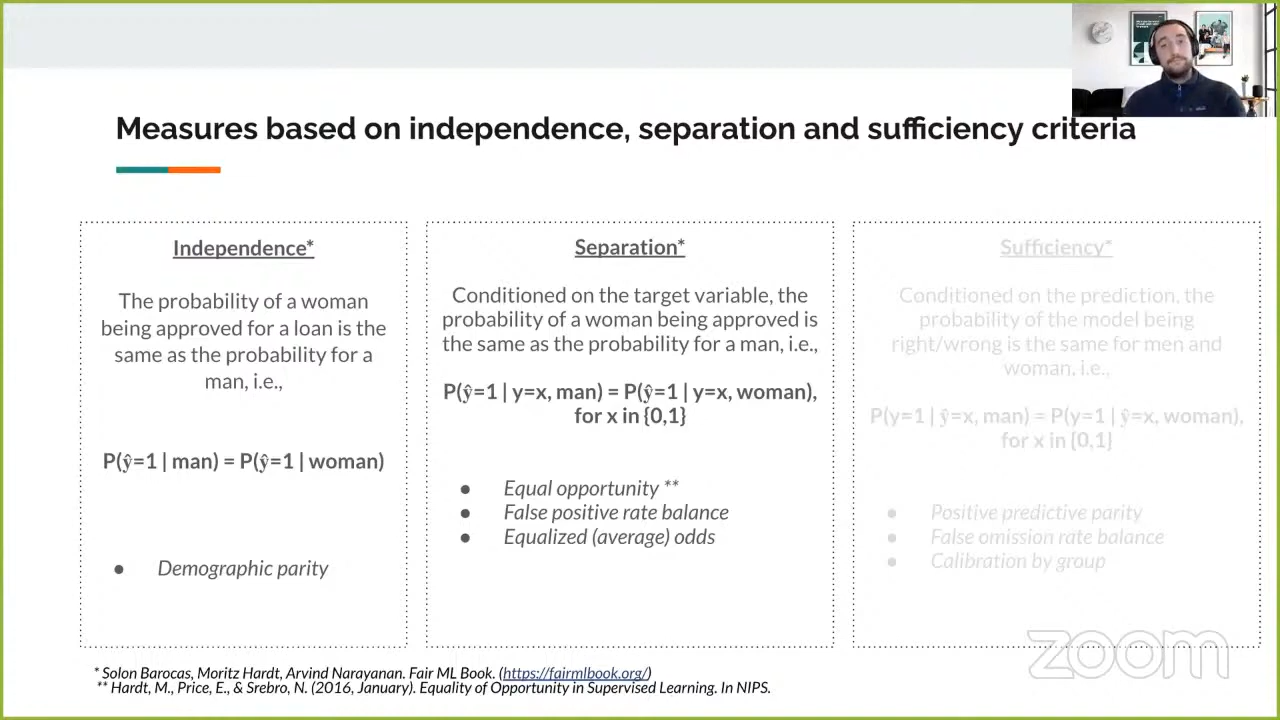 Measures based on independence, separation and sufficiency criteria
Independence*
The probability of a woman
being approved for a loan is the
same as the probability for a
man, i.e.,
P(ŷ=1 | man) = P(ŷ=1 | woman)
● Demographic parity
Separation*
Conditioned on the target variable, the
probability of a woman being approved is
the same as the probability for a man, i.e.,
P(ŷ=1 | y=x, man) = P(ŷ=1 | y=x, woman),
for x in {0,1}
● Equal opportunity **
● False positive rate balance
● Equalized (average) odds
Sufficiency*
Conditioned on the prediction, the
probability of the model being
right/wrong is the same for men and
woman, i.e.,
P(y=1 | ŷ=x, man) = P(y=1 | ŷ=x, woman),
for x in {0,1}
● Positive predictive parity
● False omission rate balance
● Calibration by group
* Solon Barocas, Moritz Hardt, Arvind Narayanan. Fair ML Book. (https://fairmlbook.org/)
** Hardt, M., Price, E., & Srebro, N. (2016, January). Equality of Opportunity in Supervised Learning. In NIPS.
zoom